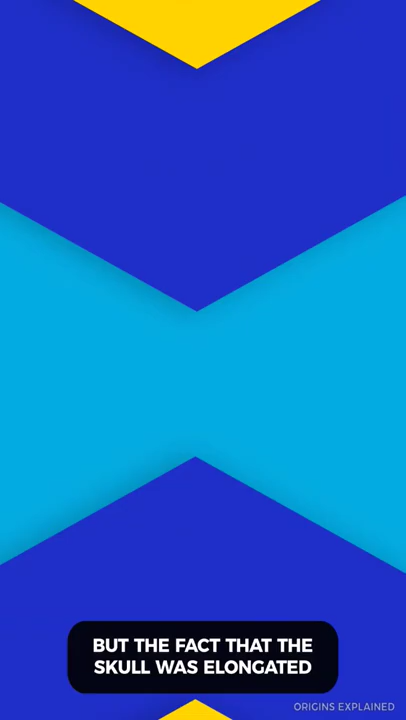 BUT THE FACT THAT THE
SKULL WAS ELONGATED
ORIGINS EXPLAINED